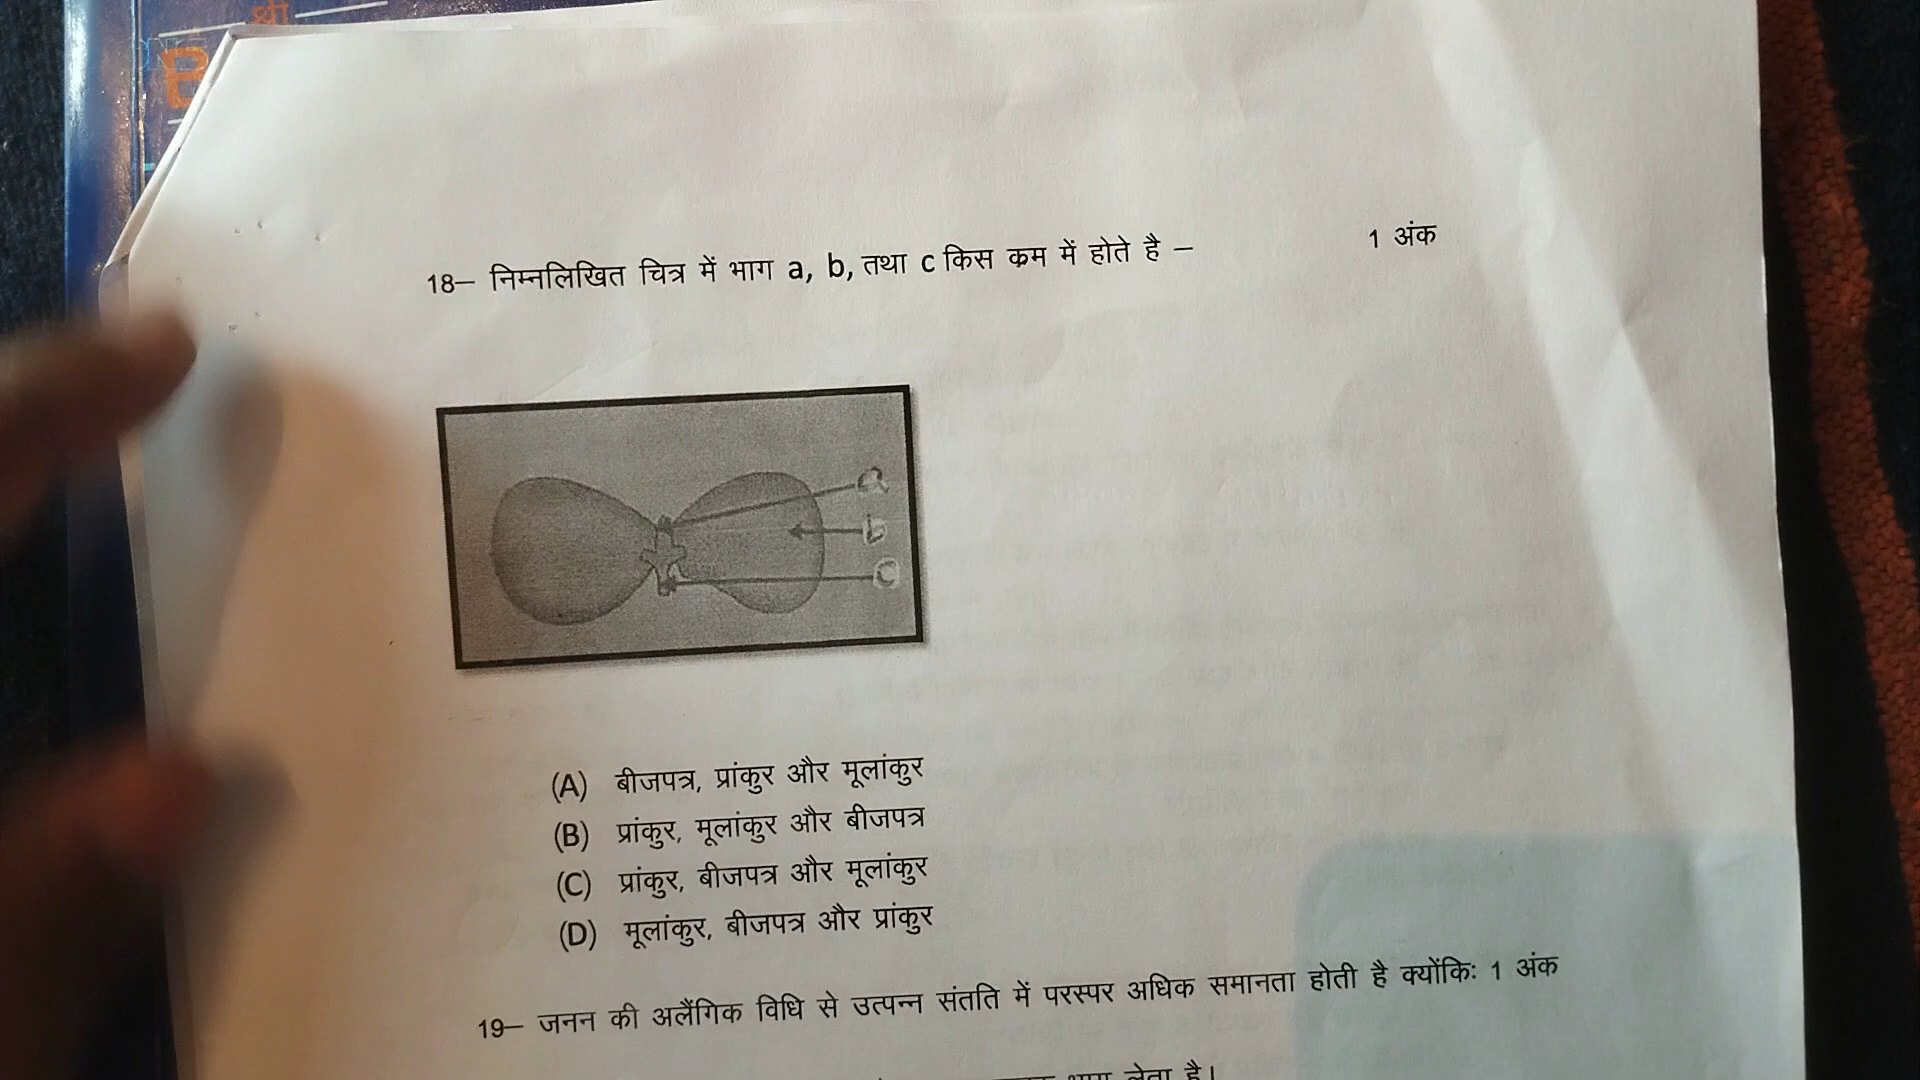 श्री
B
18– निम्नलिखित चित्र में भाग a, b, तथा c किस क्रम में होते है –
1 अंक
a
b
c
(A) बीजपत्र, प्रांकुर और मूलांकुर
(B) प्रांकुर, मूलांकुर और बीजपत्र
(C) प्रांकुर, बीजपत्र और मूलांकुर
(D) मूलांकुर, बीजपत्र और प्रांकुर
19– जनन की अलैंगिक विधि से उत्पन्न संतति में परस्पर अधिक समानता होती है क्योंकिः 1 अंक
भाग लेता है।